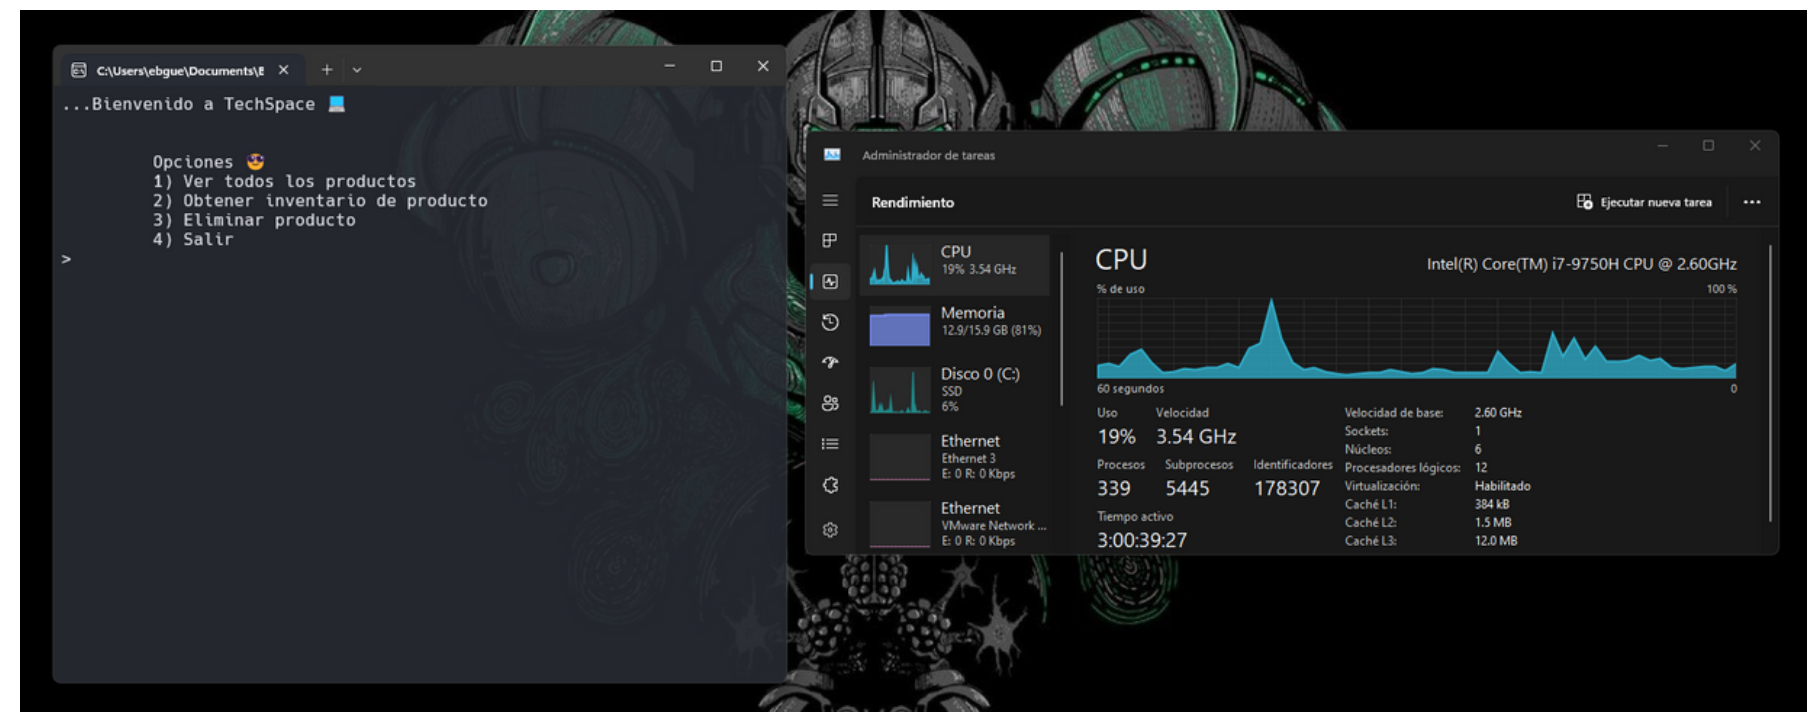 C:\Users\ebgue\Documents\E
...Bienvenido a TechSpace 💻
Opciones 😎
1) Ver todos los productos
2) Obtener inventario de producto
3) Eliminar producto
4) Salir
>
Administrador de tareas
Rendimiento
Ejecutar nueva tarea
CPU
19% 3.54 GHz
Memoria
12.9/15.9 GB (81%)
Disco 0 (C:)
SSD
6%
Ethernet
Ethernet 3
E: 0 R: 0 Kbps
Ethernet
VMware Network ...
E: 0 R: 0 Kbps
CPU
Intel(R) Core(TM) i7-9750H CPU @ 2.60GHz
% de uso
100 %
60 segundos
0
Uso
Velocidad
19%
3.54 GHz
Procesos
Subprocesos
Identificadores
339
5445
178307
Tiempo activo
3:00:39:27
Velocidad de base: 2.60 GHz
Sockets: 1
Núcleos: 6
Procesadores lógicos: 12
Virtualización: Habilitado
Caché L1: 384 kB
Caché L2: 1.5 MB
Caché L3: 12.0 MB